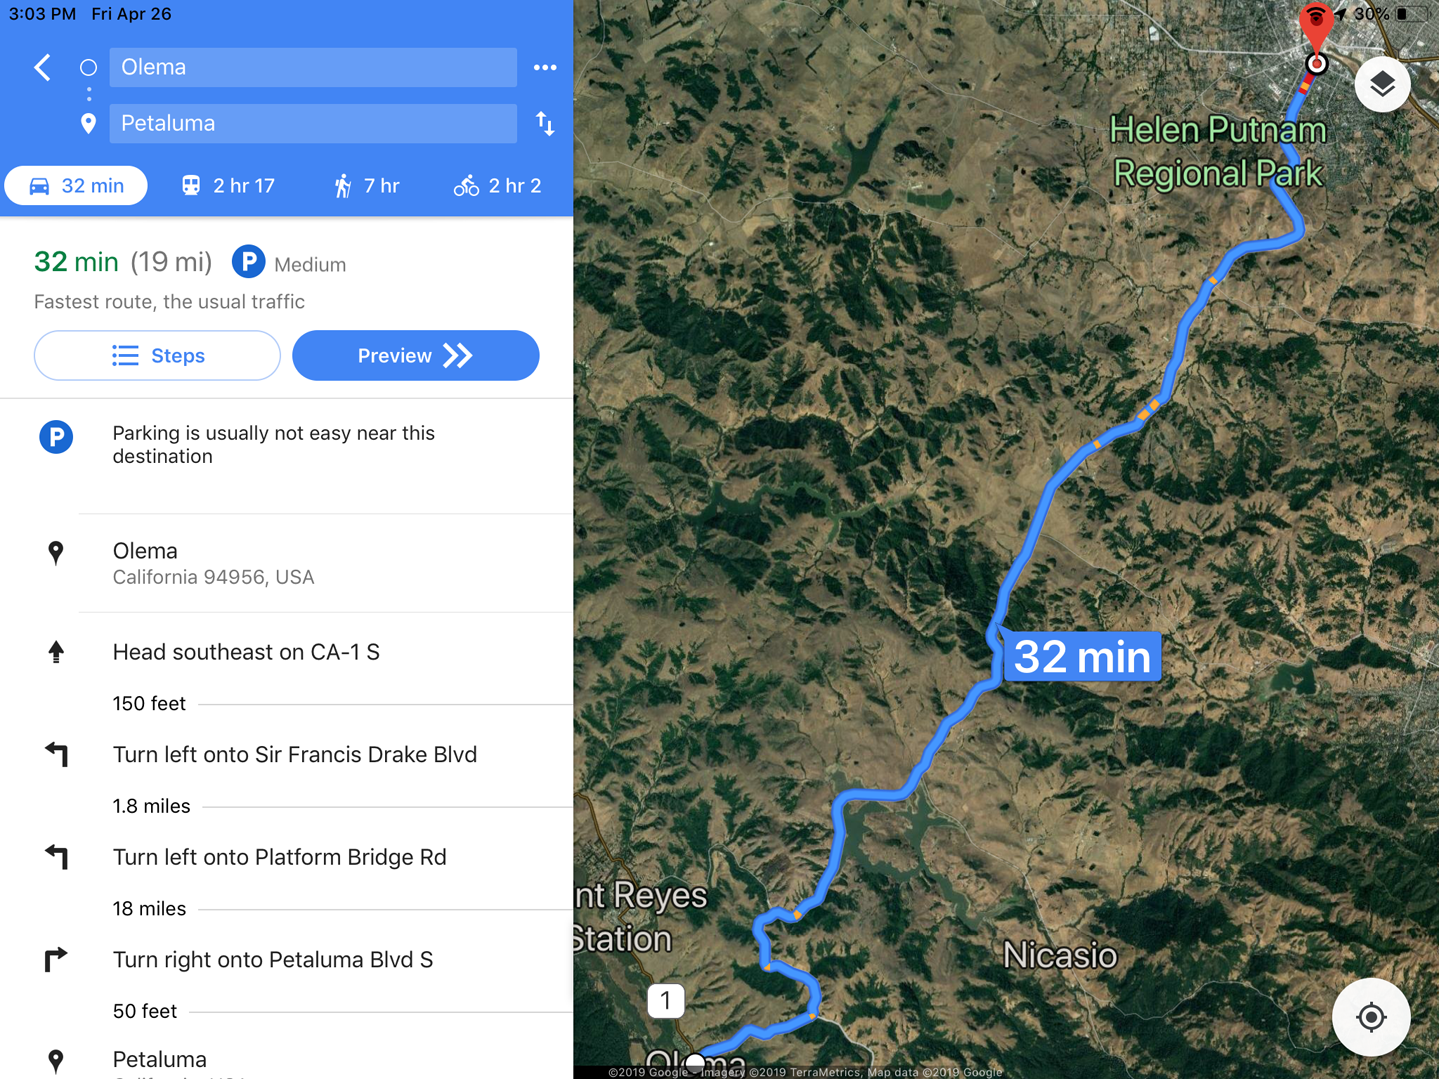 3:03 PM Fri Apr 26
30%
Olema
Petaluma
32 min
2 hr 17
7 hr
2 hr 2
32 min (19 mi) P Medium
Fastest route, the usual traffic
Steps
Preview
P
Parking is usually not easy near this
destination
Olema
California 94956, USA
Head southeast on CA-1 S
150 feet
Turn left onto Sir Francis Drake Blvd
1.8 miles
Turn left onto Platform Bridge Rd
18 miles
Turn right onto Petaluma Blvd S
50 feet
Petaluma
Helen Putnam
Regional Park
32 min
nt Reyes
Station
Nicasio
1
Olema
©2019 Google - Imagery ©2019 TerraMetrics, Map data ©2019 Google